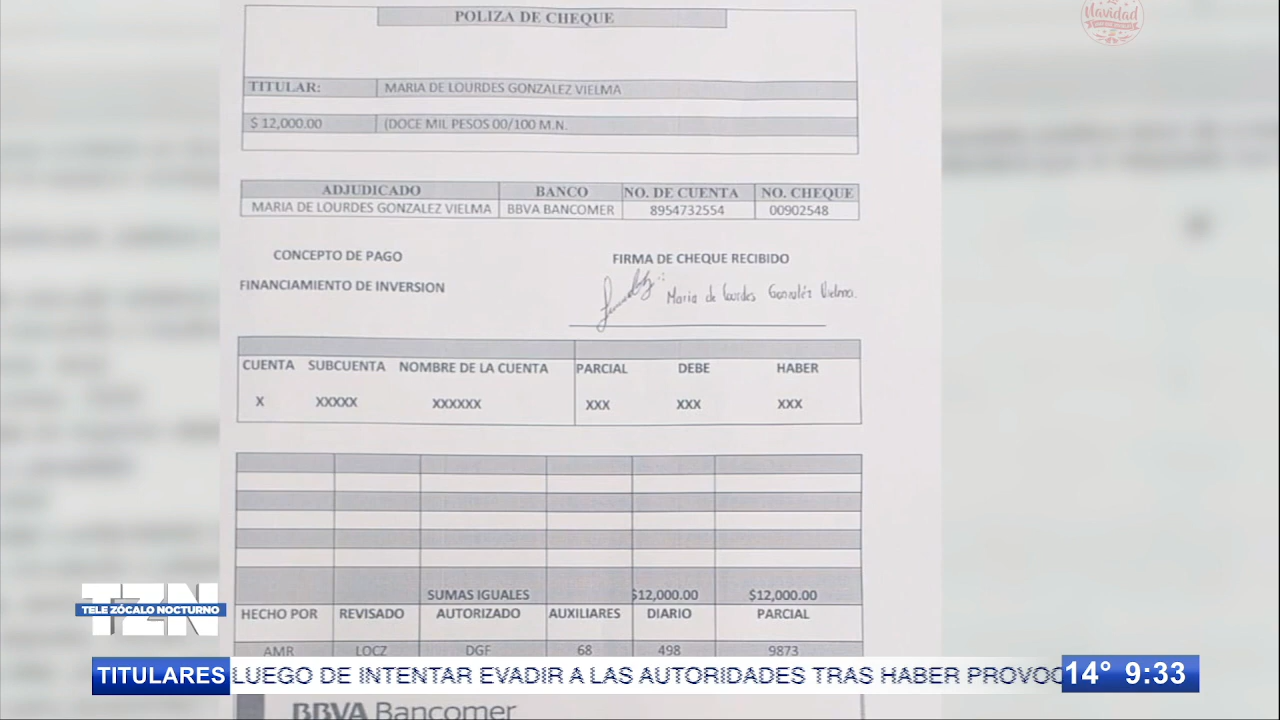 POLIZA DE CHEQUE
Navidad
TITULAR: MARIA DE LOURDES GONZALEZ VIELMA
$ 12,000.00 (DOCE MIL PESOS 00/100 M.N.
ADJUDICADO BANCO NO. DE CUENTA NO. CHEQUE
MARIA DE LOURDES GONZALEZ VIELMA BBVA BANCOMER 8954732554 00902548
CONCEPTO DE PAGO FIRMA DE CHEQUE RECIBIDO
FINANCIAMIENTO DE INVERSION Maria de Lourdes González Vielma.
CUENTA SUBCUENTA NOMBRE DE LA CUENTA PARCIAL DEBE HABER
X XXXXX XXXXXX XXX XXX XXX
SUMAS IGUALES $12,000.00 $12,000.00
HECHO POR REVISADO AUTORIZADO AUXILIARES DIARIO PARCIAL
AMR LOCZ DGF 68 498 9873
TZN
TELE ZÓCALO NOCTURNO
TITULARES LUEGO DE INTENTAR EVADIR A LAS AUTORIDADES TRAS HABER PROVOC 14° 9:33
BBVA Bancomer